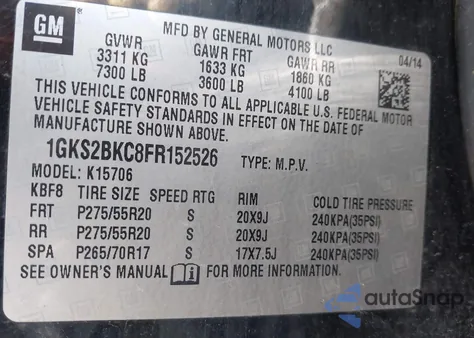 GM
MFD BY GENERAL MOTORS LLC
GVWR GAWR FRT GAWR RR 04/14
3311 KG 1633 KG 1860 KG
7300 LB 3600 LB 4100 LB
THIS VEHICLE CONFORMS TO ALL APPLICABLE U.S. FEDERAL MOTOR
VEHICLE SAFETY STANDARDS IN EFFECT ON THE DATE OF
MANUFACTURE SHOWN ABOVE.
1GKS2BKC8FR152526 TYPE: M.P.V.
MODEL: K15706
KBF8 TIRE SIZE SPEED RTG RIM COLD TIRE PRESSURE
FRT P275/55R20 S 20X9J 240KPA(35PSI)
RR P275/55R20 S 20X9J 240KPA(35PSI)
SPA P265/70R17 S 17X7.5J 240KPA(35PSI)
SEE OWNER'S MANUAL FOR MORE INFORMATION.
autoSnap